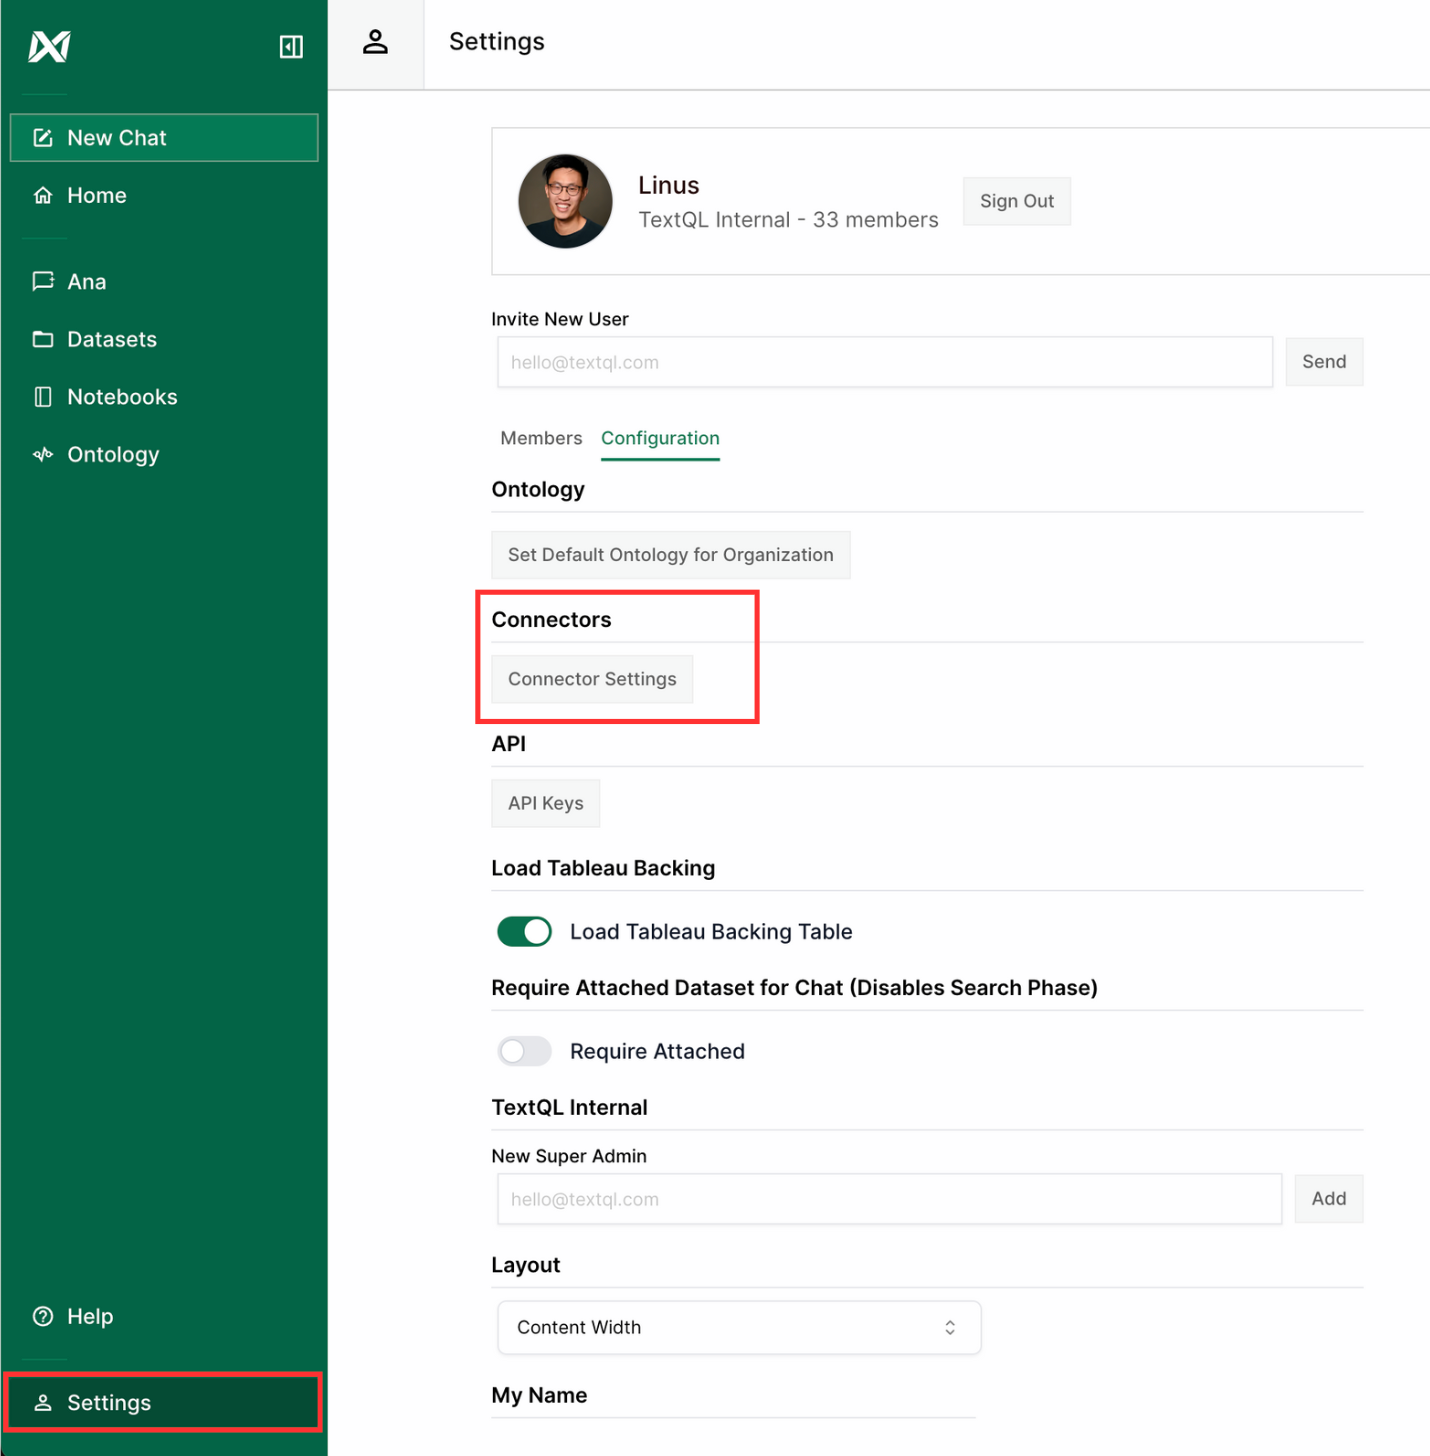 Settings
New Chat
Home
Ana
Datasets
Notebooks
Ontology
Help
Settings
Linus
TextQL Internal - 33 members
Sign Out
Invite New User
hello@textql.com
Send
Members
Configuration
Ontology
Set Default Ontology for Organization
Connectors
Connector Settings
API
API Keys
Load Tableau Backing
Load Tableau Backing Table
Require Attached Dataset for Chat (Disables Search Phase)
Require Attached
TextQL Internal
New Super Admin
hello@textql.com
Add
Layout
Content Width
My Name